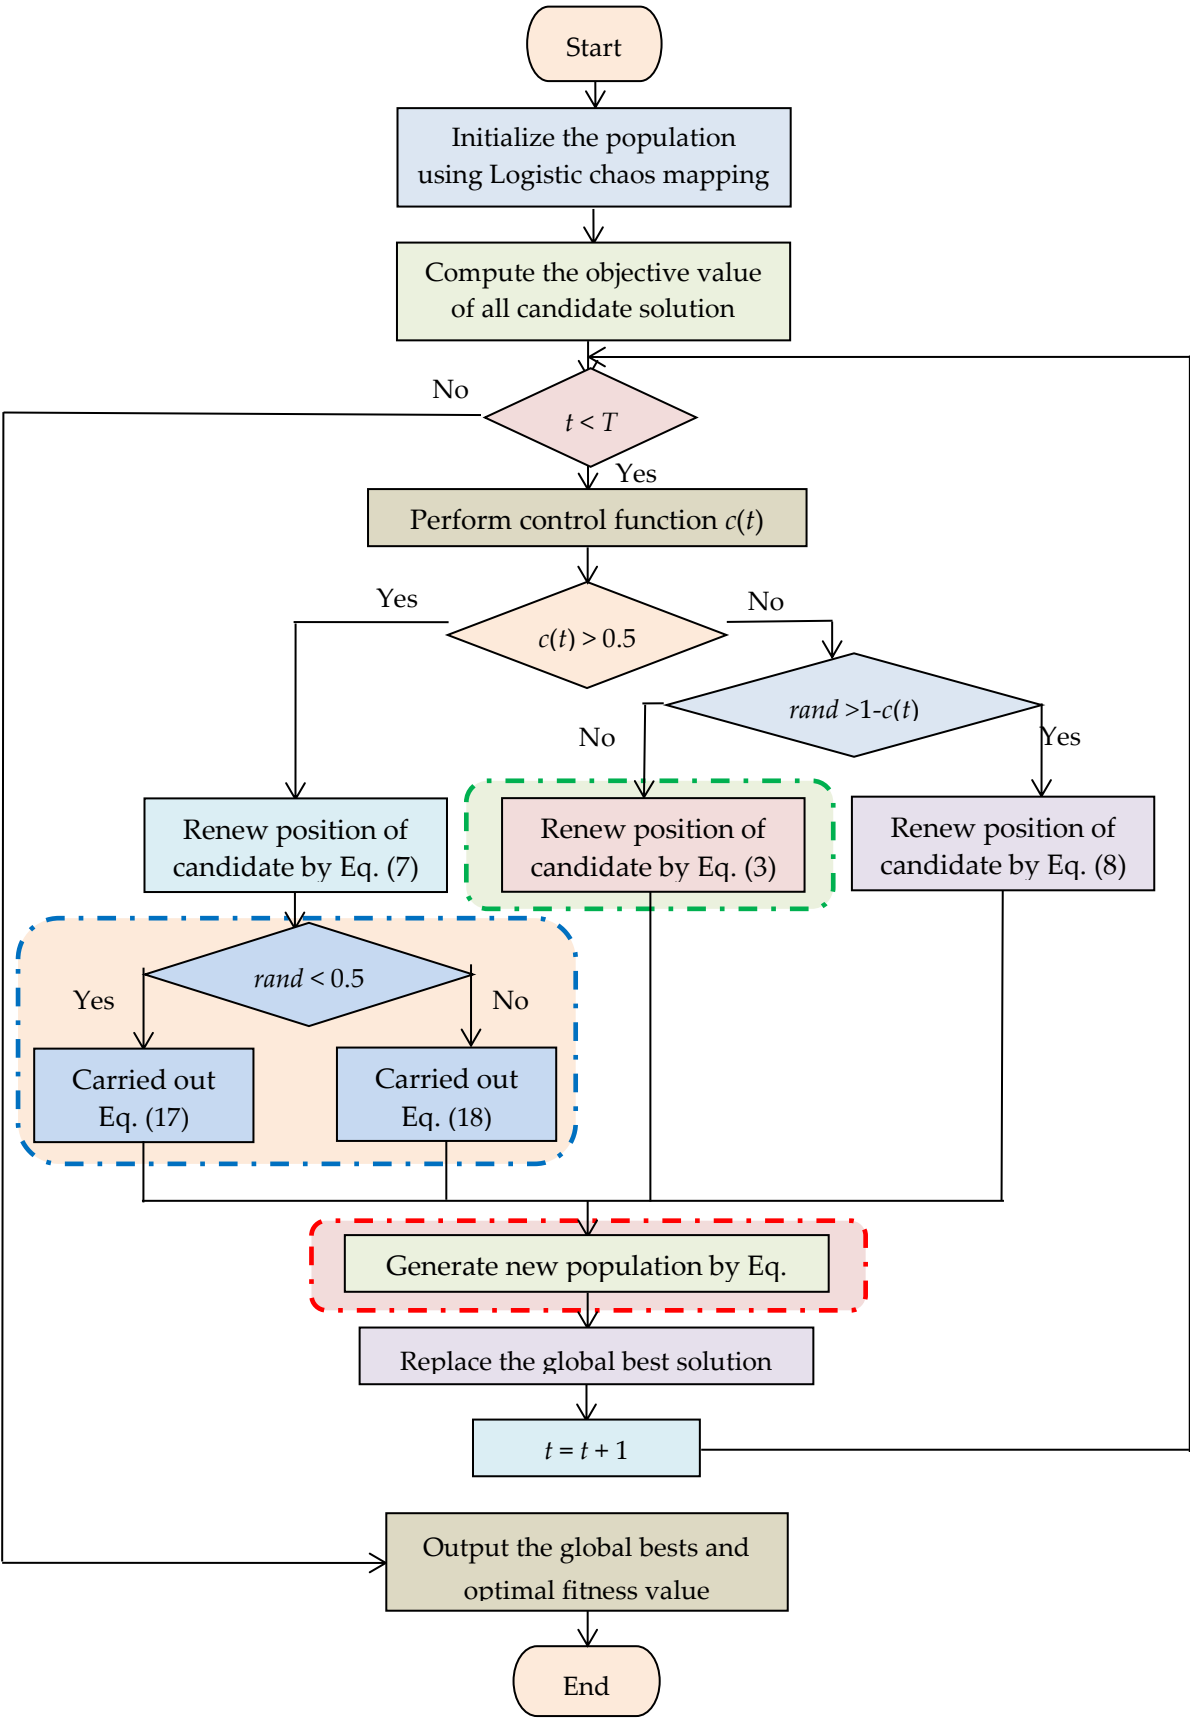 Start
Initialize the population
using Logistic chaos mapping
Compute the objective value
of all candidate solution
No
t < T
Yes
Perform control function c(t)
Yes
No
c(t) > 0.5
rand >1-c(t)
No
Yes
Renew position of
candidate by Eq. (7)
Renew position of
candidate by Eq. (3)
Renew position of
candidate by Eq. (8)
rand < 0.5
Yes
No
Carried out
Eq. (17)
Carried out
Eq. (18)
Generate new population by Eq.
Replace the global best solution
t = t + 1
Output the global bests and
optimal fitness value
End